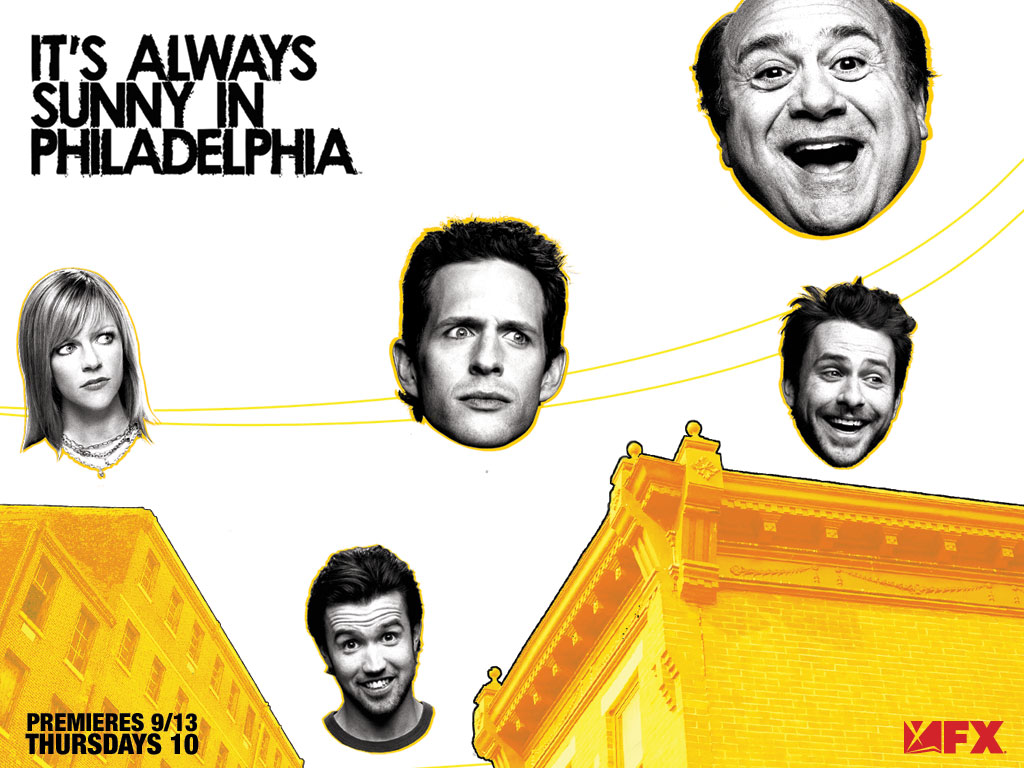 IT'S ALWAYS
SUNNY IN
PHILADELPHIA
PREMIERES 9/13
THURSDAYS 10
FX